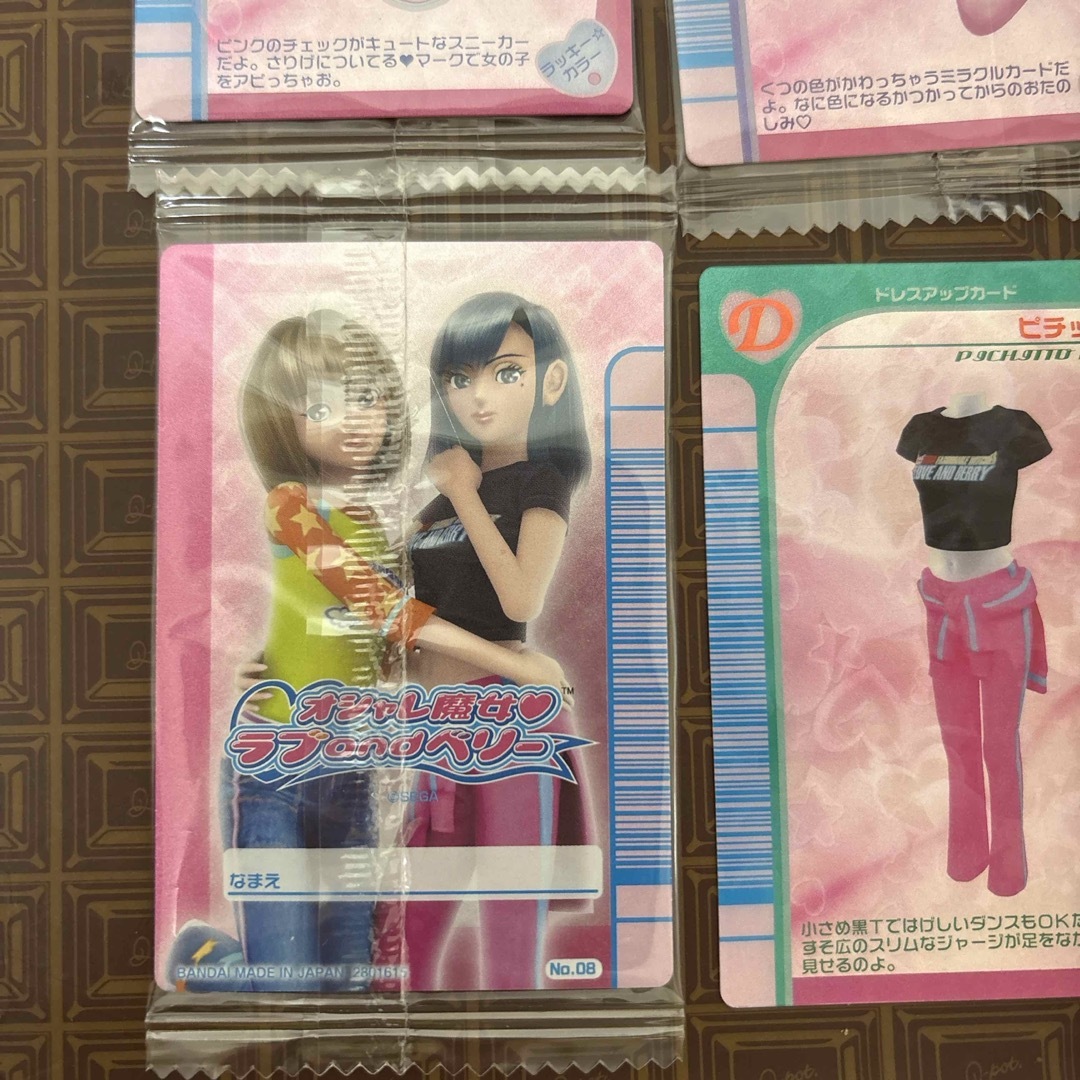 ピンクのチェックがキュートなスニーカー
だよ。さりげについてる♥マークで女の子
をアピっちゃお。
ラッキー☆
カラー
くつの色がかわっちゃうミラクルカードだ
よ。なに色になるかつかってからのおたの
しみ♡
オシャレ魔女♥
ラブandベリー
TM
©SEGA
なまえ
BANDAI MADE IN JAPAN
No.08
ドレスアップカード
D
ピチッ
PICHITTO
LOVE AND BERRY
小さめ黒TではげしいダンスもOKだ
すそ広のスリムなジャージが足をなが
見せるのよ。
Q-pot.